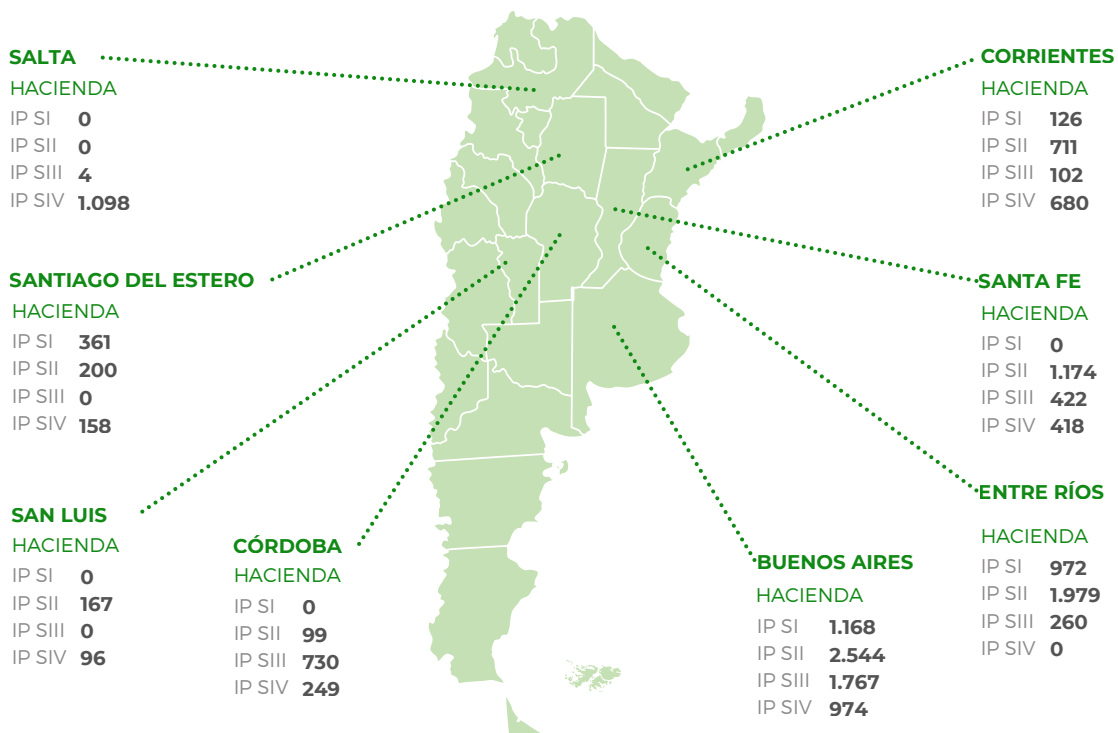 SALTA
HACIENDA
IP SI 0
IP SII 0
IP SIII 4
IP SIV 1.098
SANTIAGO DEL ESTERO
HACIENDA
IP SI 361
IP SII 200
IP SIII 0
IP SIV 158
SAN LUIS
HACIENDA
IP SI 0
IP SII 167
IP SIII 0
IP SIV 96
CÓRDOBA
HACIENDA
IP SI 0
IP SII 99
IP SIII 730
IP SIV 249
CORRIENTES
HACIENDA
IP SI 126
IP SII 711
IP SIII 102
IP SIV 680
SANTA FE
HACIENDA
IP SI 0
IP SII 1.174
IP SIII 422
IP SIV 418
ENTRE RÍOS
HACIENDA
IP SI 972
IP SII 1.979
IP SIII 260
IP SIV 0
BUENOS AIRES
HACIENDA
IP SI 1.168
IP SII 2.544
IP SIII 1.767
IP SIV 974